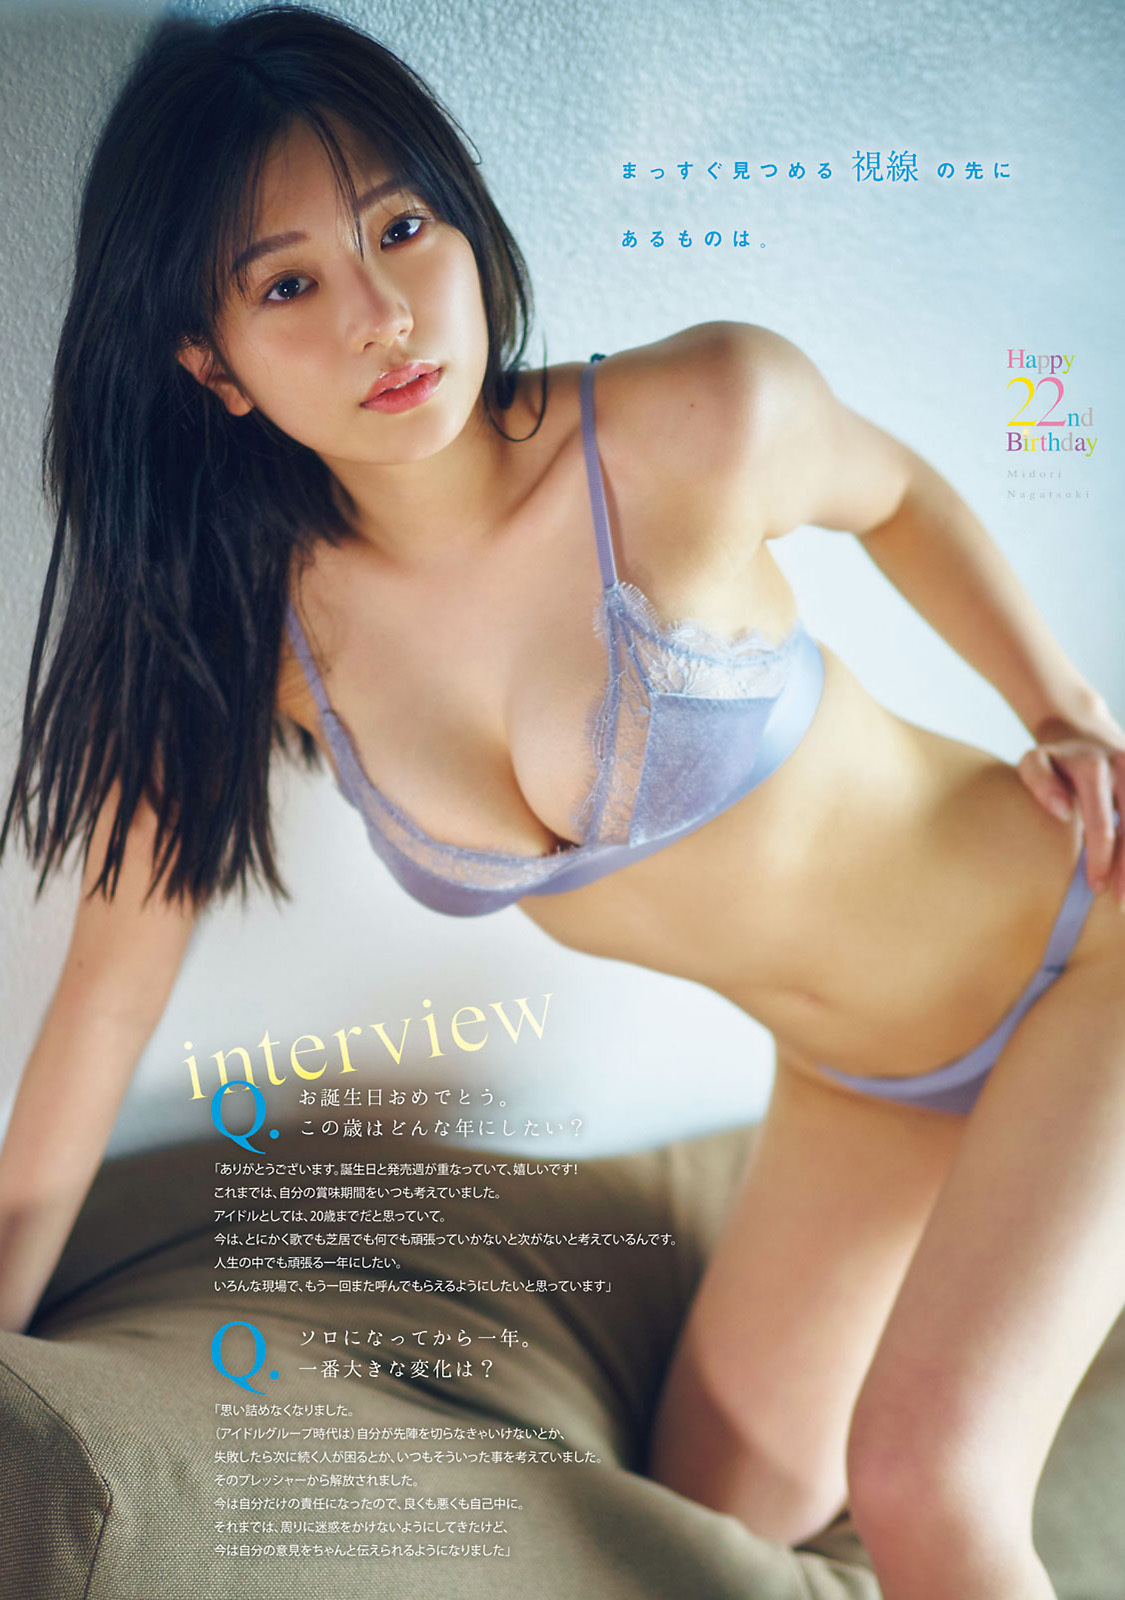 まっすぐ見つめる 視線 の先に
あるものは。
Happy
22nd
Birthday
Midori
Nagatsuki
interview
Q.
お誕生日おめでとう。
この歳はどんな年にしたい？
「ありがとうございます。誕生日と発売週が重なっていて、嬉しいです！
これまでは、自分の賞味期間をいつも考えていました。
アイドルとしては、20歳までだと思っていて。
今は、とにかく歌でも芝居でも何でも頑張っていかないと次がないと考えているんです。
人生の中でも頑張る一年にしたい。
いろんな現場で、もう一回また呼んでもらえるようにしたいと思っています」
Q.
ソロになってから一年。
一番大きな変化は？
「思い詰めなくなりました。
（アイドルグループ時代は）自分が先陣を切らなきゃいけないとか、
失敗したら次に続く人が困るとか、いつもそういった事を考えていました。
そのプレッシャーから解放されました。
今は自分だけの責任になったので、良くも悪くも自己中に。
それまでは、周りに迷惑をかけないようにしてきたけど、
今は自分の意見をちゃんと伝えられるようになりました」